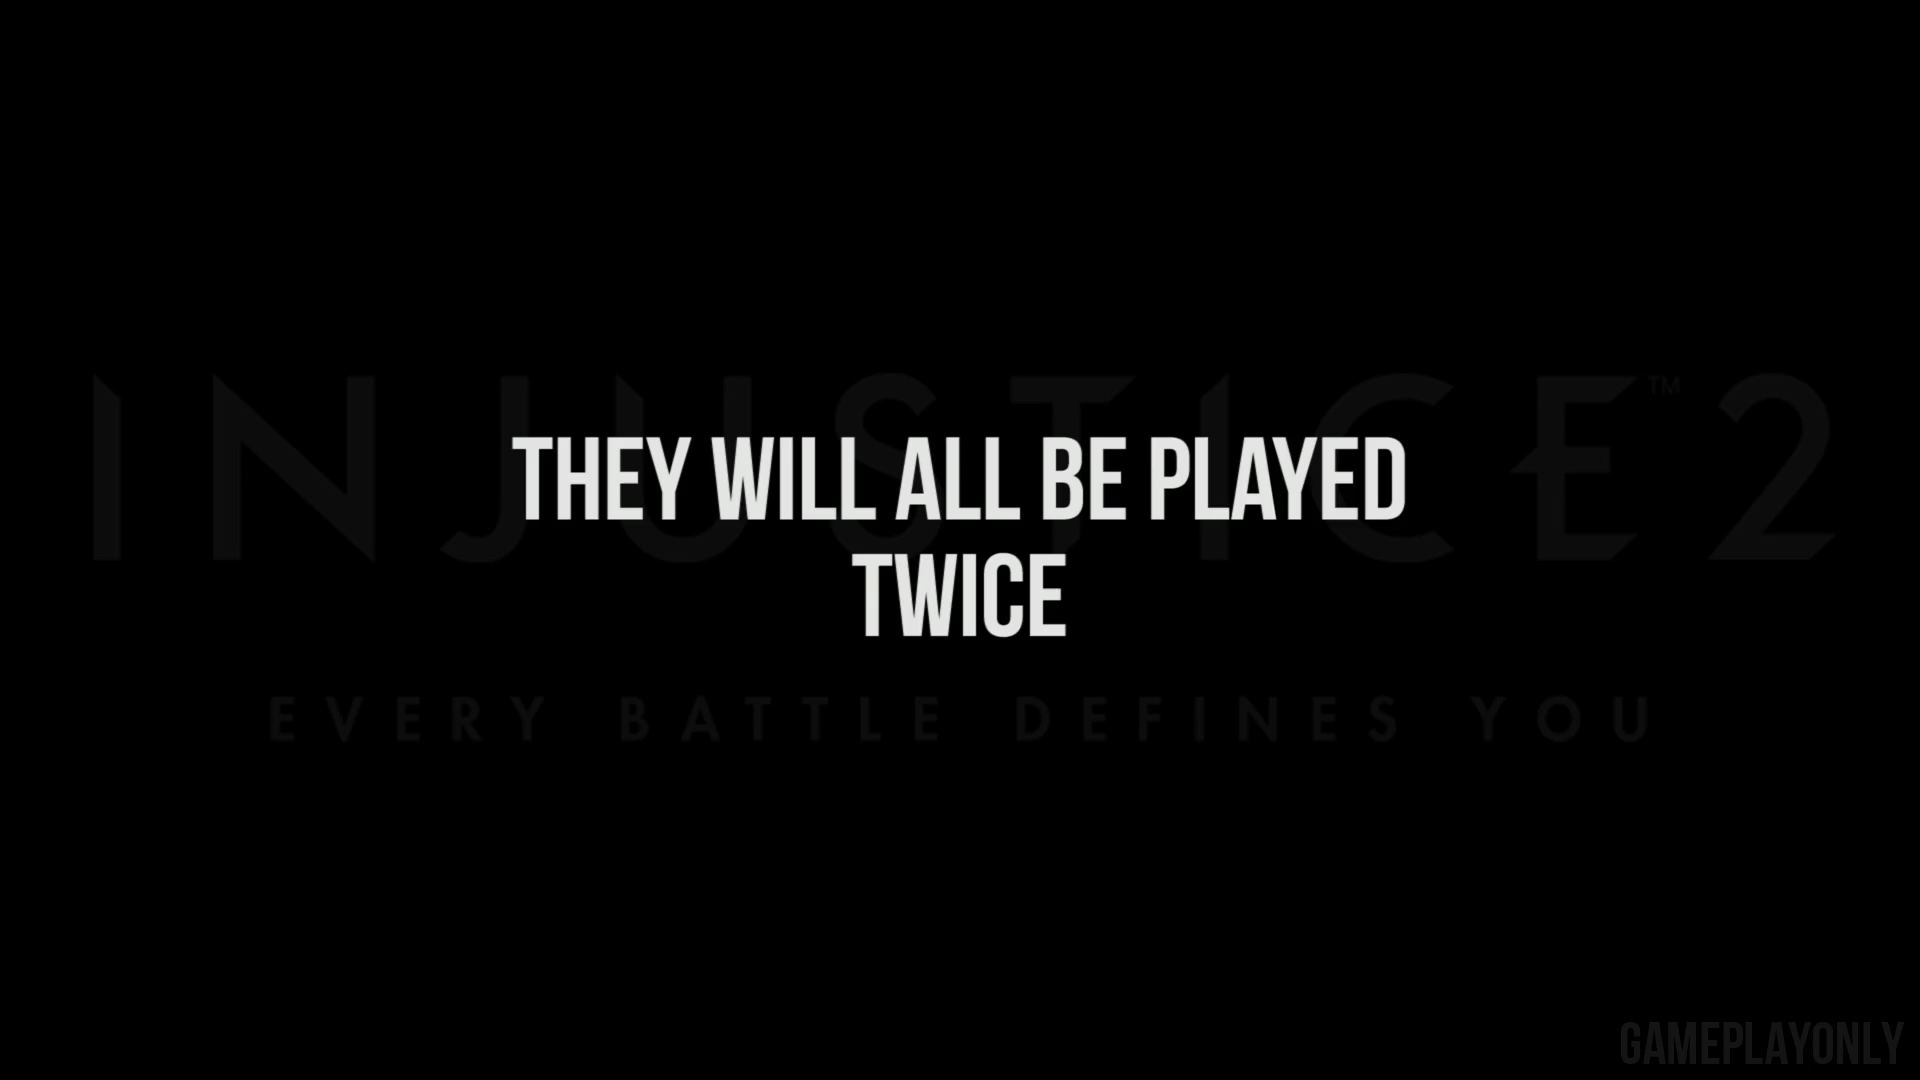 INJUSTICE 2™
THEY WILL ALL BE PLAYED
TWICE
EVERY BATTLE DEFINES YOU
GAMEPLAYONLY